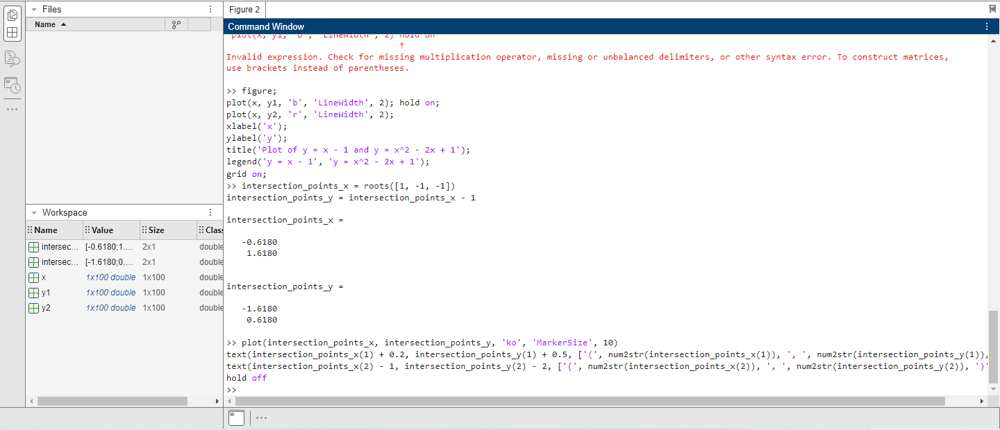 Files
Name
Workspace
Name Value Size Clas
intersec... [-0.6180;1.... 2x1 double
intersec... [-1.6180;0.... 2x1 double
x 1x100 double 1x100 double
y1 1x100 double 1x100 double
y2 1x100 double 1x100 double
Figure 2
Command Window
plot(x, y1, 'b', 'LineWidth', 2) hold on
↑
Invalid expression. Check for missing multiplication operator, missing or unbalanced delimiters, or other syntax error. To construct matrices,
use brackets instead of parentheses.
>> figure;
plot(x, y1, 'b', 'LineWidth', 2); hold on;
plot(x, y2, 'r', 'LineWidth', 2);
xlabel('x');
ylabel('y');
title('Plot of y = x - 1 and y = x^2 - 2x + 1');
legend('y = x - 1', 'y = x^2 - 2x + 1');
grid on;
>> intersection_points_x = roots([1, -1, -1])
intersection_points_y = intersection_points_x - 1
intersection_points_x =
-0.6180
1.6180
intersection_points_y =
-1.6180
0.6180
>> plot(intersection_points_x, intersection_points_y, 'ko', 'MarkerSize', 10)
text(intersection_points_x(1) + 0.2, intersection_points_y(1) + 0.5, ['(', num2str(intersection_points_x(1)), ', ', num2str(intersection_points_y(1)),
text(intersection_points_x(2) - 1, intersection_points_y(2) - 2, ['(', num2str(intersection_points_x(2)), ', ', num2str(intersection_points_y(2)), ')'
hold off
>>